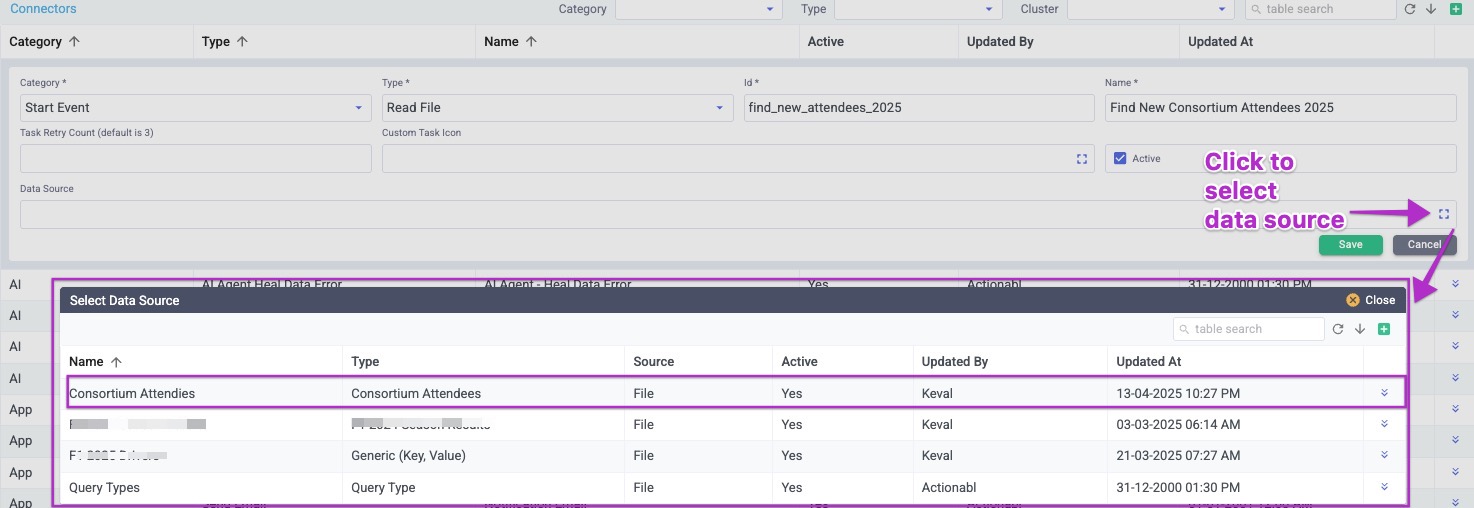 Connectors Category Type Cluster table search
Category Type Name Active Updated By Updated At
Category * Type * Id * Name *
Start Event Read File find_new_attendees_2025 Find New Consortium Attendees 2025
Task Retry Count (default is 3) Custom Task Icon
Active
Click to
select
data source
Data Source
Save Cancel
AI AI Agent Heal Data Error AI Agent - Heal Data Error Yes Actionabl 31-12-2000 01:30 PM
Select Data Source Close
AI
table search
AI
Name Type Source Active Updated By Updated At
AI
Consortium Attendies Consortium Attendees File Yes Keval 13-04-2025 10:27 PM
App
File Yes Keval 03-03-2025 06:14 AM
App
Generic (Key, Value) File Yes Keval 21-03-2025 07:27 AM
App
Query Types Query Type File Yes Actionabl 31-12-2000 01:30 PM
App